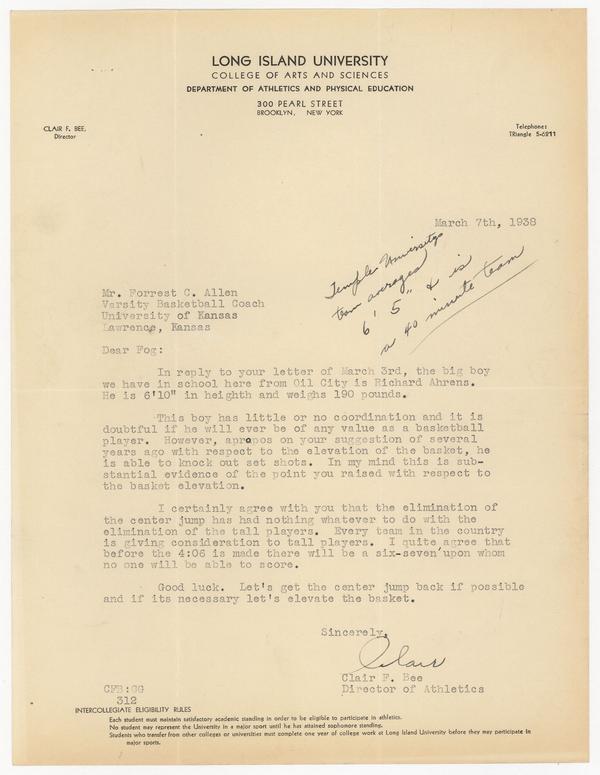 LONG ISLAND UNIVERSITY
COLLEGE OF ARTS AND SCIENCES
DEPARTMENT OF ATHLETICS AND PHYSICAL EDUCATION
300 PEARL STREET
BROOKLYN, NEW YORK
CLAIR F. BEE,
Director
Telephone:
TRiangle 5-6211
March 7th, 1938
Temple University
team averaged
6' 5" & is
a 40 minute team
Mr. Forrest C. Allen
Varsity Basketball Coach
University of Kansas
Lawrence, Kansas
Dear Fog:
In reply to your letter of March 3rd, the big boy
we have in school here from Oil City is Richard Ahrens.
He is 6'10" in heighth and weighs 190 pounds.
This boy has little or no coordination and it is
doubtful if he will ever be of any value as a basketball
player. However, apropos on your suggestion of several
years ago with respect to the elevation of the basket, he
is able to knock out set shots. In my mind this is sub-
stantial evidence of the point you raised with respect to
the basket elevation.
I certainly agree with you that the elimination of
the center jump has had nothing whatever to do with the
elimination of the tall players. Every team in the country
is giving consideration to tall players. I quite agree that
before the 4:06 is made there will be a six-seven'upon whom
no one will be able to score.
Good luck. Let's get the center jump back if possible
and if its necessary let's elevate the basket.
Sincerely,
Clair
Clair F. Bee
Director of Athletics
CFB:GG
312
INTERCOLLEGIATE ELIGIBILITY RULES
Each student must maintain satisfactory academic standing in order to be eligible to participate in athletics.
No student may represent the University in a major sport until he has attained sophomore standing.
Students who transfer from other colleges or universities must complete one year of college work at Long Island University before they may participate in
major sports.